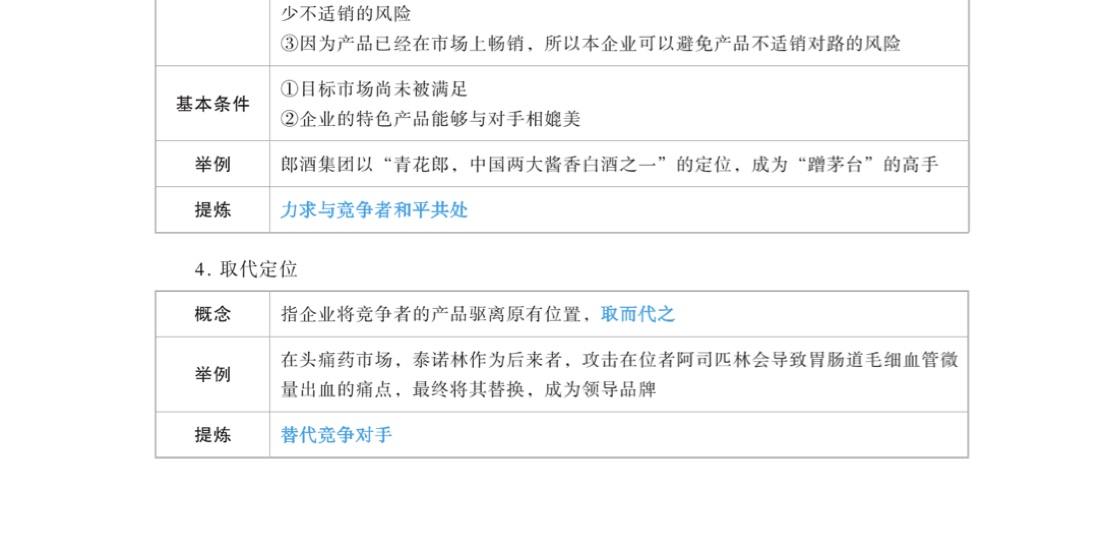 少不适销的风险
③因为产品已经在市场上畅销，所以本企业可以避免产品不适销对路的风险
基本条件
①目标市场尚未被满足
②企业的特色产品能够与对手相媲美
举例
郎酒集团以“青花郎，中国两大酱香白酒之一”的定位，成为“蹭茅台”的高手
提炼
力求与竞争者和平共处
4. 取代定位
概念
指企业将竞争者的产品驱离原有位置，取而代之
举例
在头痛药市场，泰诺林作为后来者，攻击在位者阿司匹林会导致胃肠道毛细血管微
量出血的痛点，最终将其替换，成为领导品牌
提炼
替代竞争对手